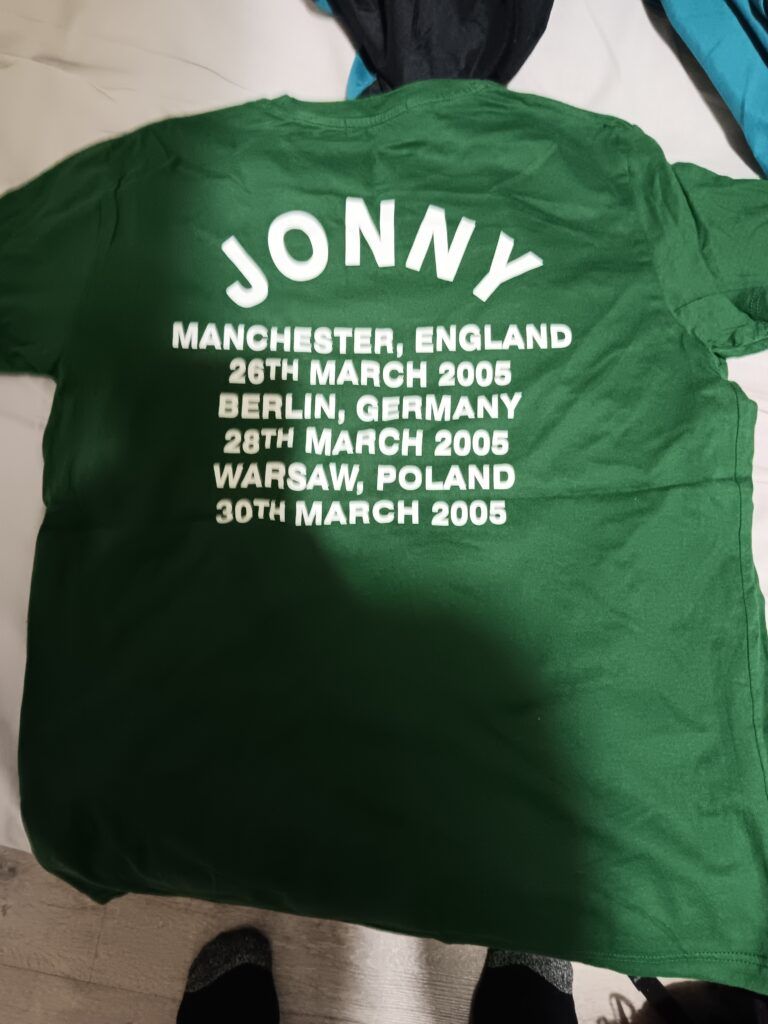 JONNY
MANCHESTER, ENGLAND
26TH MARCH 2005
BERLIN, GERMANY
28TH MARCH 2005
WARSAW, POLAND
30TH MARCH 2005